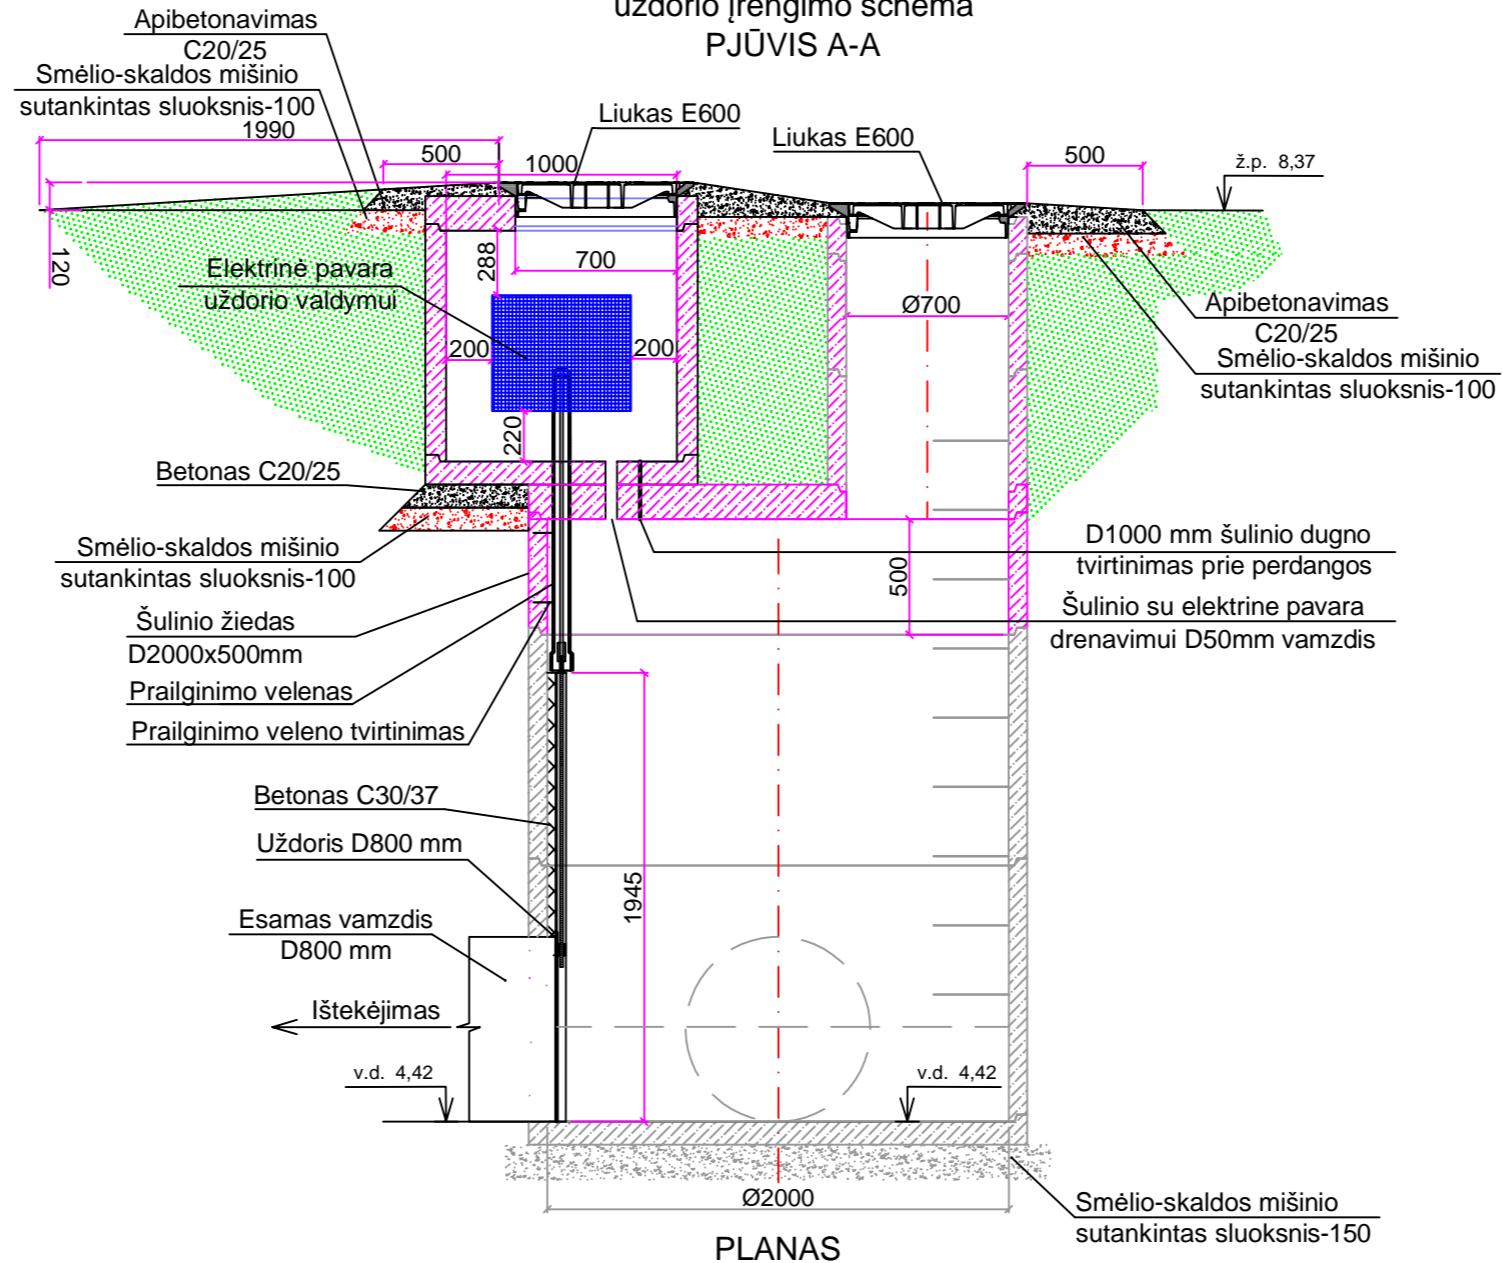 uždorio įrengimo schema
PJŪVIS A-A
Apibetonavimas
C20/25
Smėlio-skaldos mišinio
sutankintas sluoksnis-100
1990
500
1000
Liukas E600
Liukas E600
500
ž.p. 8,37
120
288
700
Elektrinė pavara
uždorio valdymui
200
200
Ø700
220
Apibetonavimas
C20/25
Smėlio-skaldos mišinio
sutankintas sluoksnis-100
Betonas C20/25
Smėlio-skaldos mišinio
sutankintas sluoksnis-100
D1000 mm šulinio dugno
tvirtinimas prie perdangos
500
Šulinio su elektrine pavara
drenavimui D50mm vamzdis
Šulinio žiedas
D2000x500mm
Prailginimo velenas
Prailginimo veleno tvirtinimas
Betonas C30/37
Uždoris D800 mm
1945
Esamas vamzdis
D800 mm
Ištekėjimas
v.d. 4,42
v.d. 4,42
Ø2000
Smėlio-skaldos mišinio
sutankintas sluoksnis-150
PLANAS